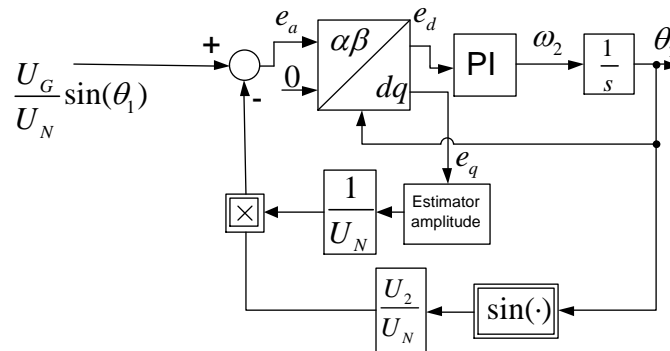 +
-
U_G/U_N sin(θ_1)
e_a
0
αβ
dq
e_d
e_q
PI
ω_2
1/s
θ
Estimator
amplitude
1/U_N
×
U_2/U_N
sin(·)